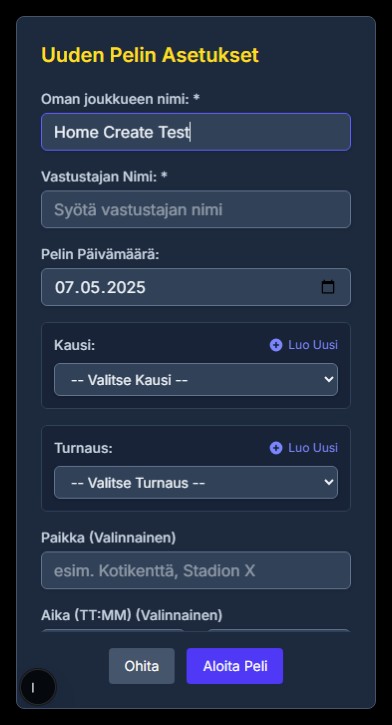 Uuden Pelin Asetukset
Oman joukkueen nimi: *
Home Create Test
Vastustajan Nimi: *
Syötä vastustajan nimi
Pelin Päivämäärä:
07.05.2025
Kausi:
Luo Uusi
-- Valitse Kausi --
Turnaus:
Luo Uusi
-- Valitse Turnaus --
Paikka (Valinnainen)
esim. Kotikenttä, Stadion X
Aika (TT:MM) (Valinnainen)
Ohita
Aloita Peli